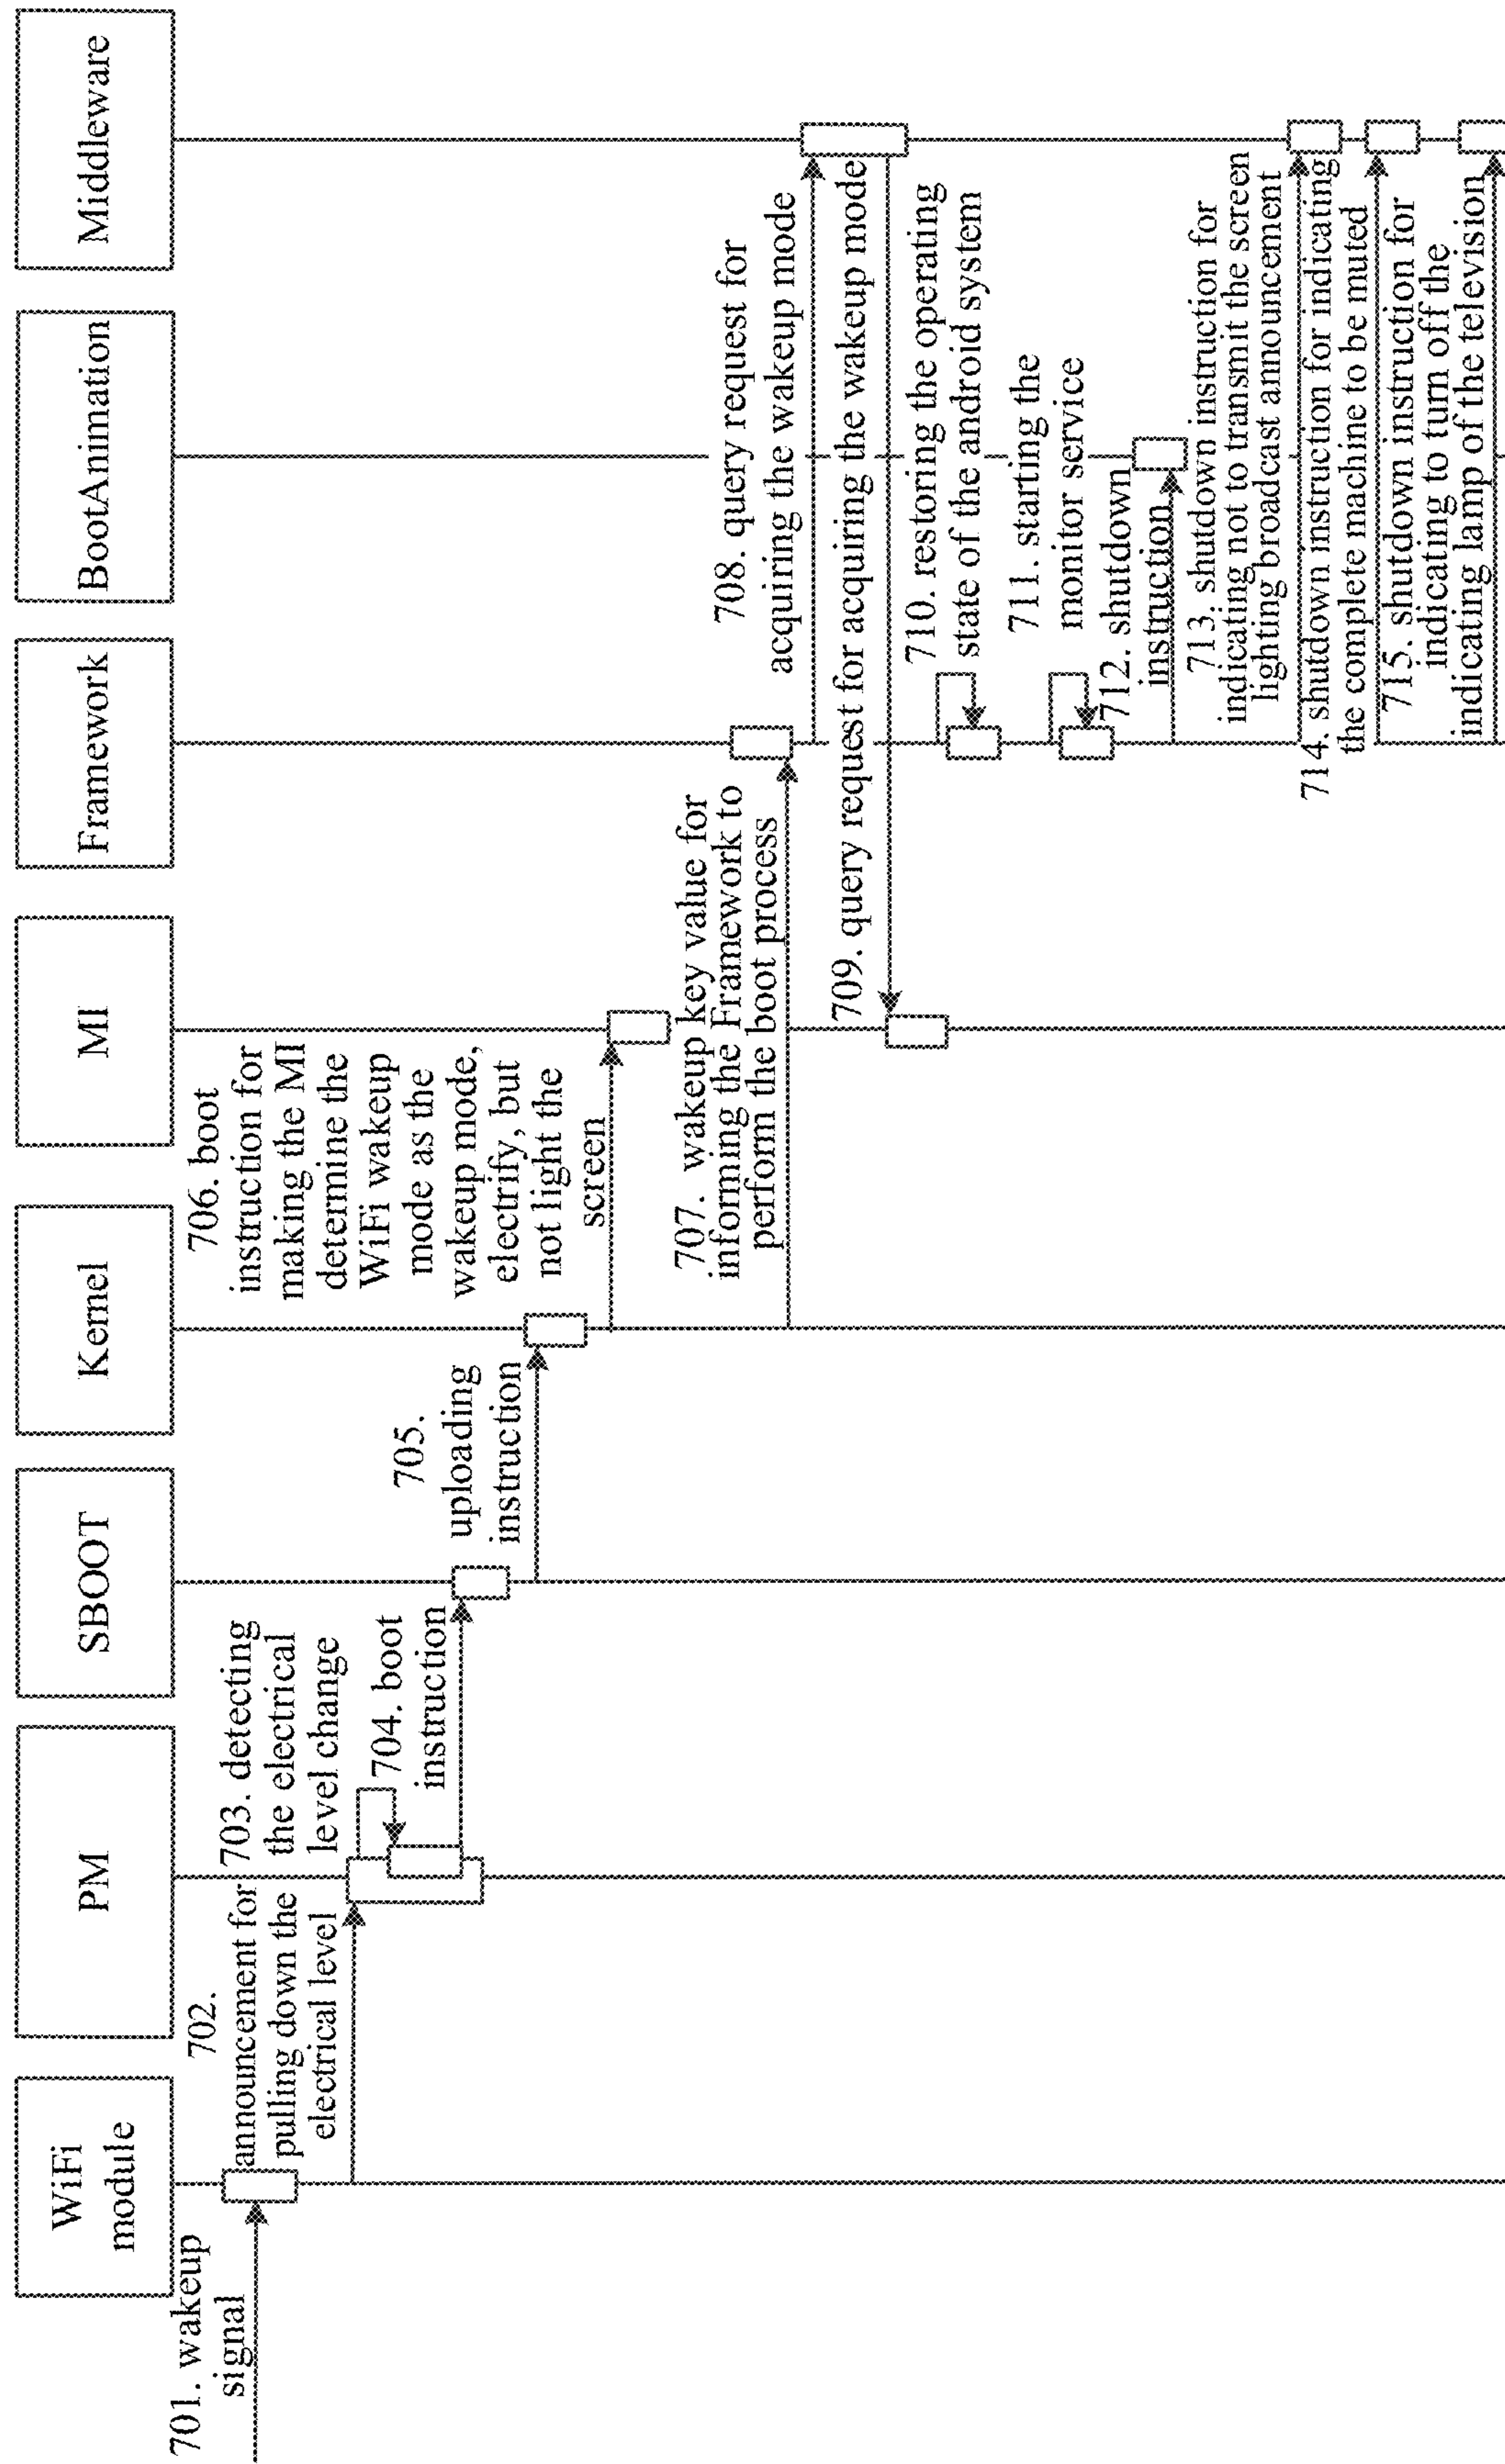 WiFi
module
PM
SBOOT
Kernel
MI
Framework
BootAnimation
Middleware
701. wakeup
signal
702.
announcement for
pulling down the
electrical level
703. detecting
the electrical
level change
704. boot
instruction
705.
uploading
instruction
706. boot
instruction for
making the MI
determine the
WiFi wakeup
mode as the
wakeup mode,
electrify, but
not light the
screen
707. wakeup key value for
informing the Framework to
perform the boot process
708. query request for
acquiring the wakeup mode
709. query request for acquiring the wakeup mode
710. restoring the operating
state of the android system
711. starting the
monitor service
712. shutdown
instruction
713. shutdown instruction for
indicating not to transmit the screen
lighting broadcast announcement
714. shutdown instruction for indicating
the complete machine to be muted
715. shutdown instruction for
indicating to turn off the
indicating lamp of the television